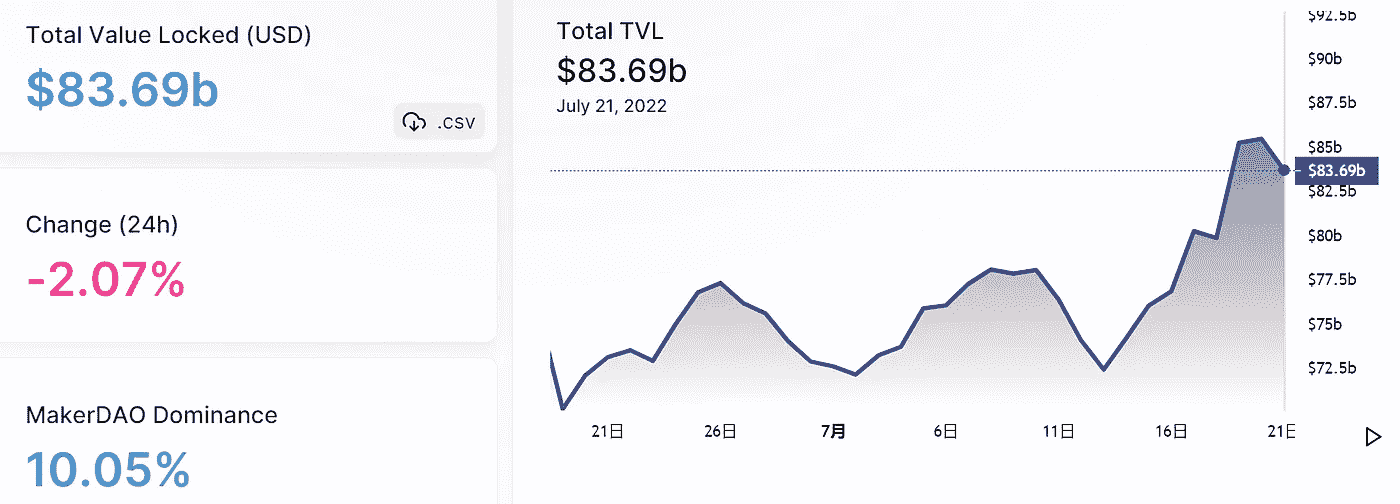 Total Value Locked (USD)
$83.69b
.csv
Change (24h)
-2.07%
MakerDAO Dominance
10.05%
Total TVL
$83.69b
July 21, 2022
$92.5b
$90b
$87.5b
$85b
$83.69b
$82.5b
$80b
$77.5b
$75b
$72.5b
21日 26日 7月 6日 11日 16日 21日